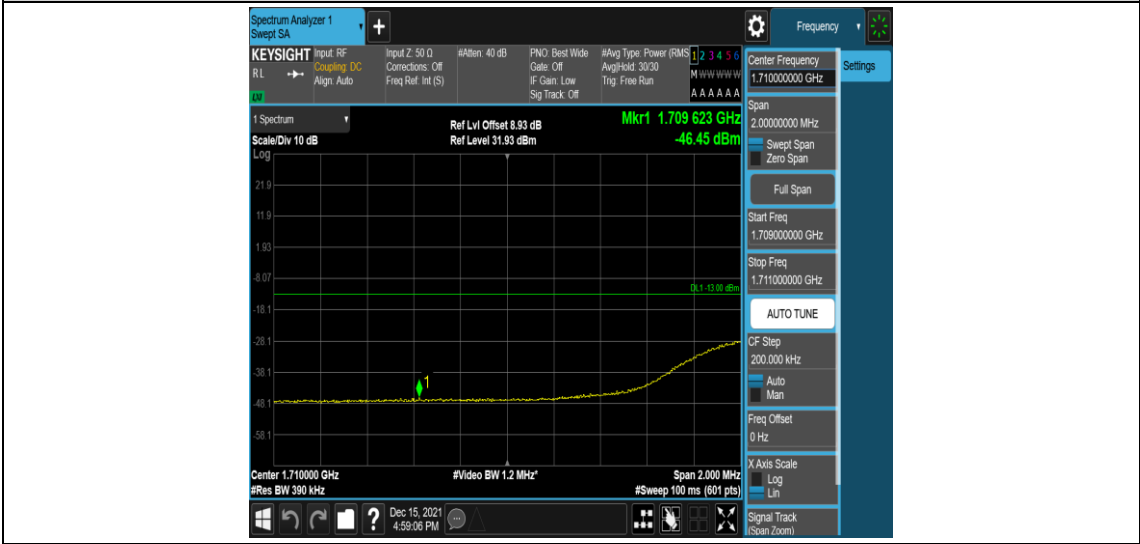 Spectrum Analyzer 1
Swept SA
+
Frequency
KEYSIGHT
RL
Input: RF
Coupling: DC
Align: Auto
Input Z: 50 Ω
Corrections: Off
Freq Ref: Int (S)
#Atten: 40 dB
PNO: Best Wide
Gate: Off
IF Gain: Low
Sig Track: Off
#Avg Type: Power (RMS
Avg|Hold: 30/30
Trig: Free Run
1 2 3 4 5 6
M W W W W W
A A A A A A
1 Spectrum
Scale/Div 10 dB
Log
Ref Lvl Offset 8.93 dB
Ref Level 31.93 dBm
Mkr1 1.709 623 GHz
-46.45 dBm
21.9
11.9
1.93
-8.07
DL1 -13.00 dBm
-18.1
-28.1
-38.1
1
-48.1
-58.1
Center 1.710000 GHz
#Res BW 390 kHz
#Video BW 1.2 MHz*
Span 2.000 MHz
#Sweep 100 ms (601 pts)
Center Frequency
1.710000000 GHz
Settings
Span
2.00000000 MHz
Swept Span
Zero Span
Full Span
Start Freq
1.709000000 GHz
Stop Freq
1.711000000 GHz
AUTO TUNE
CF Step
200.000 kHz
Auto
Man
Freq Offset
0 Hz
X Axis Scale
Log
Lin
Signal Track
(Span Zoom)
?
Dec 15, 2021
4:59:06 PM